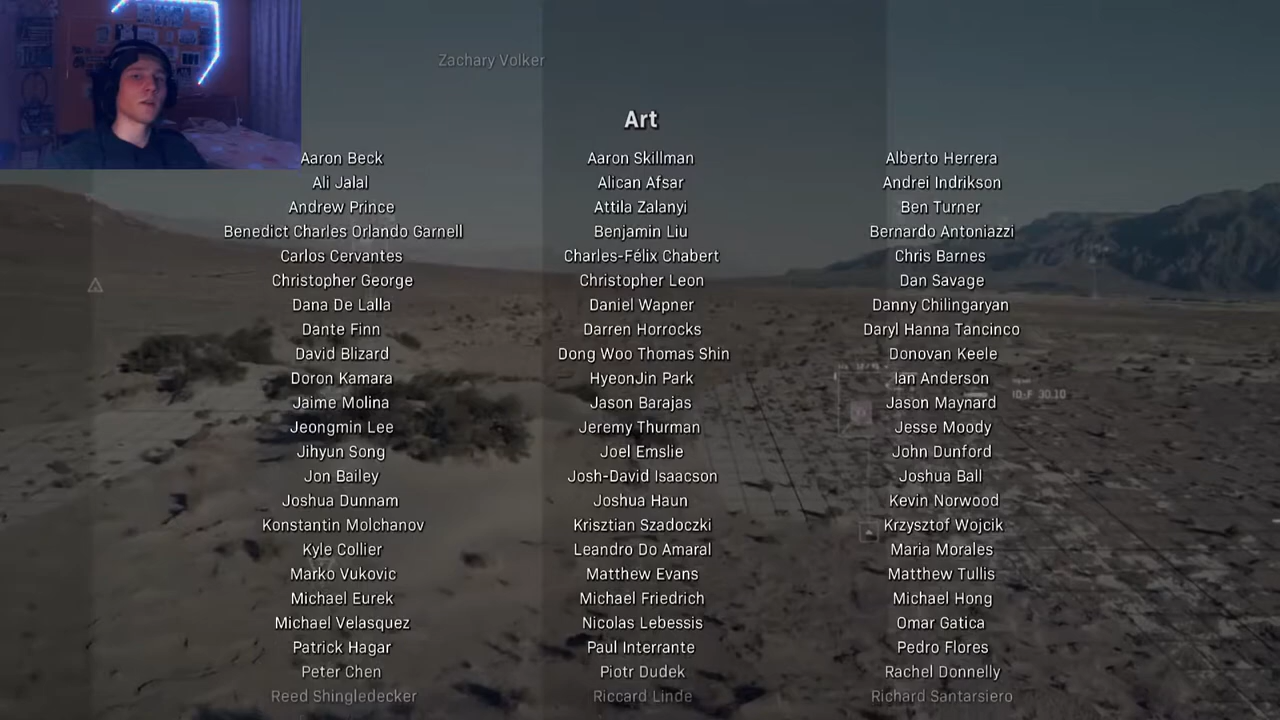 Zachary Volker
Art
Aaron Beck Aaron Skillman Alberto Herrera
Ali Jalal Alican Afsar Andrei Indrikson
Andrew Prince Attila Zalanyi Ben Turner
Benedict Charles Orlando Garnell Benjamin Liu Bernardo Antoniazzi
Carlos Cervantes Charles-Félix Chabert Chris Barnes
Christopher George Christopher Leon Dan Savage
Dana De Lalla Daniel Wapner Danny Chilingaryan
Dante Finn Darren Horrocks Daryl Hanna Tancinco
David Blizard Dong Woo Thomas Shin Donovan Keele
Doron Kamara HyeonJin Park Ian Anderson
ID-F 30.10
Jaime Molina Jason Barajas Jason Maynard
Jeongmin Lee Jeremy Thurman Jesse Moody
Jihyun Song Joel Emslie John Dunford
Jon Bailey Josh-David Isaacson Joshua Ball
Joshua Dunnam Joshua Haun Kevin Norwood
Konstantin Molchanov Krisztian Szadoczki Krzysztof Wojcik
Kyle Collier Leandro Do Amaral Maria Morales
Marko Vukovic Matthew Evans Matthew Tullis
Michael Eurek Michael Friedrich Michael Hong
Michael Velasquez Nicolas Lebessis Omar Gatica
Patrick Hagar Paul Interrante Pedro Flores
Peter Chen Piotr Dudek Rachel Donnelly
Reed Shingledecker Riccard Linde Richard Santarsiero